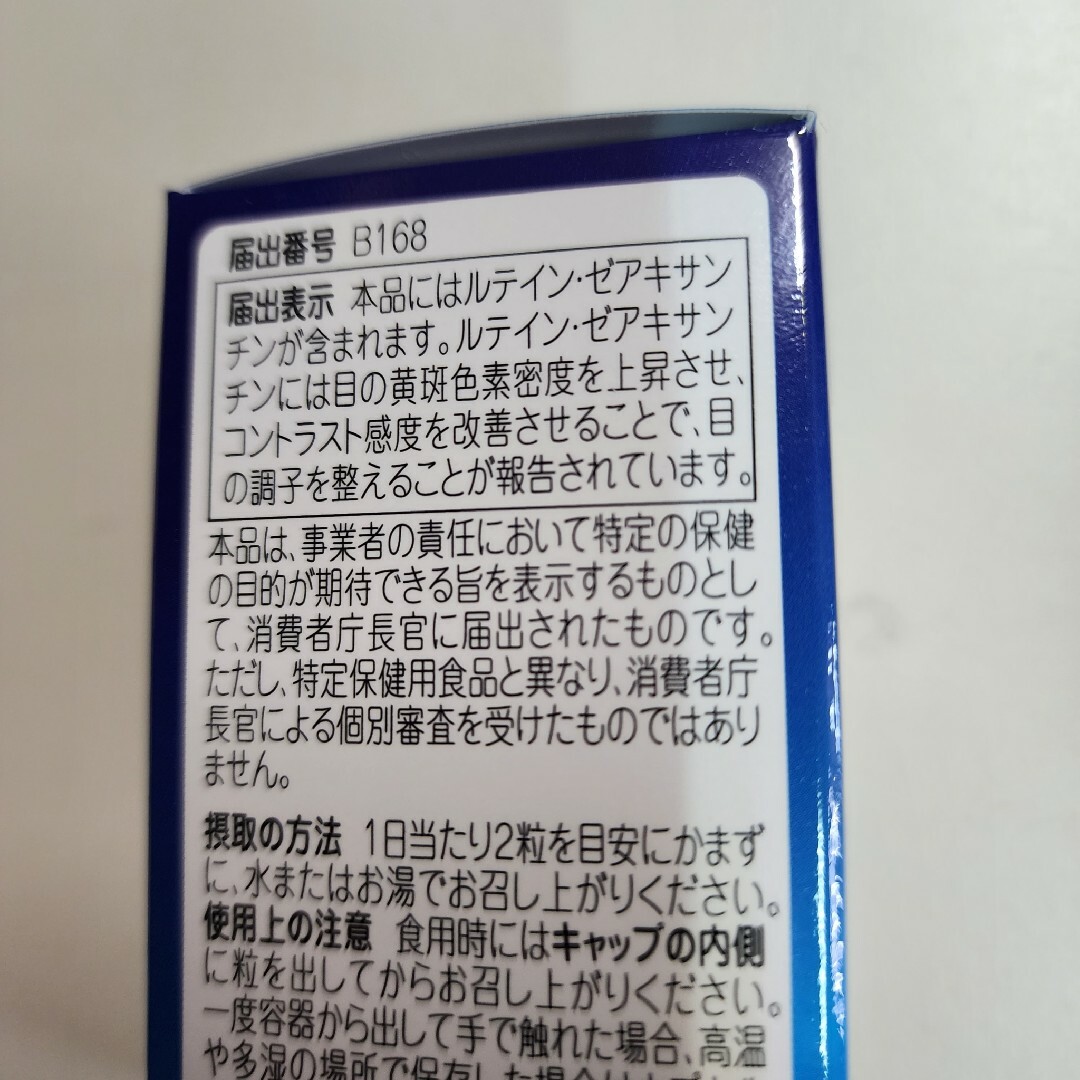 届出番号 B168
届出表示 本品にはルテイン・ゼアキサン
チンが含まれます。ルテイン・ゼアキサン
チンには目の黄斑色素密度を上昇させ、
コントラスト感度を改善させることで、目
の調子を整えることが報告されています。
本品は、事業者の責任において特定の保健
の目的が期待できる旨を表示するものとし
て、消費者庁長官に届出されたものです。
ただし、特定保健用食品と異なり、消費者庁
長官による個別審査を受けたものではあり
ません。
摂取の方法 1日当たり2粒を目安にかまず
に、水またはお湯でお召し上がりください。
使用上の注意 食用時にはキャップの内側
に粒を出してからお召し上がりください。
一度容器から出して手で触れた場合、高温
や多湿の場所で保存した場合は